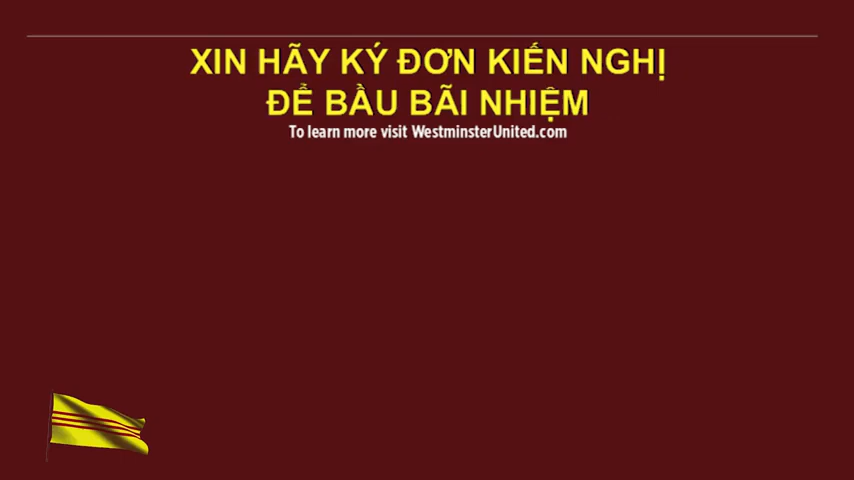 XIN HÃY KÝ ĐƠN KIẾN NGHỊ
ĐỂ BẦU BÃI NHIỆM
To learn more visit WestminsterUnited.com